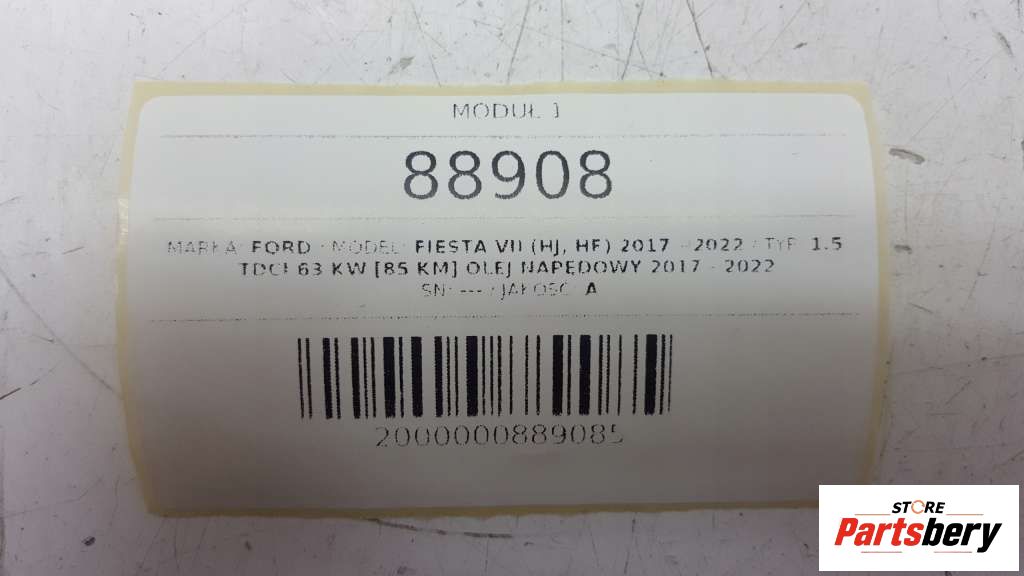 MODUŁ 1
88908
MARKA: FORD / MODEL: FIESTA VII (HJ, HF) 2017 - 2022 / TYP: 1.5
TDCI 63 KW [85 KM] OLEJ NAPĘDOWY 2017 - 2022
SN: --- / JAKOŚĆ: A
2000000889085
STORE
Partsbery